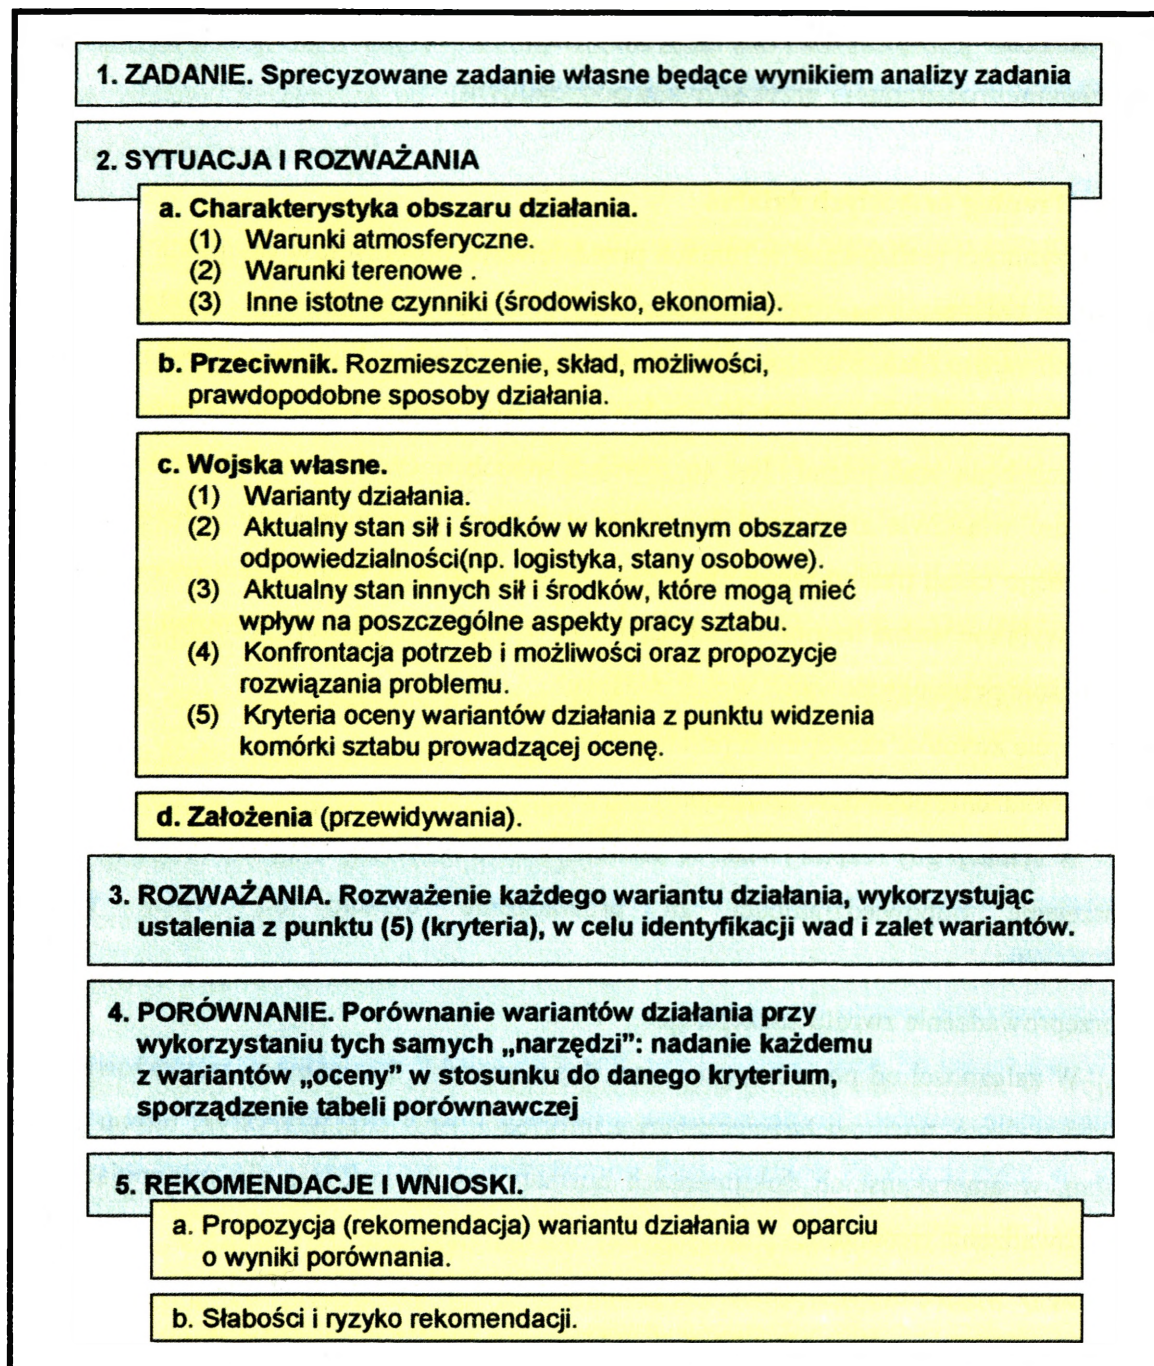 1. ZADANIE. Sprecyzowane zadanie własne będące wynikiem analizy zadania
2. SYTUACJA I ROZWAŻANIA
a. Charakterystyka obszaru działania.
(1) Warunki atmosferyczne.
(2) Warunki terenowe .
(3) Inne istotne czynniki (środowisko, ekonomia).
b. Przeciwnik. Rozmieszczenie, skład, możliwości,
prawdopodobne sposoby działania.
c. Wojska własne.
(1) Warianty działania.
(2) Aktualny stan sił i środków w konkretnym obszarze
odpowiedzialności(np. logistyka, stany osobowe).
(3) Aktualny stan innych sił i środków, które mogą mieć
wpływ na poszczególne aspekty pracy sztabu.
(4) Konfrontacja potrzeb i możliwości oraz propozycje
rozwiązania problemu.
(5) Kryteria oceny wariantów działania z punktu widzenia
komórki sztabu prowadzącej ocenę.
d. Założenia (przewidywania).
3. ROZWAŻANIA. Rozważenie każdego wariantu działania, wykorzystując
ustalenia z punktu (5) (kryteria), w celu identyfikacji wad i zalet wariantów.
4. PORÓWNANIE. Porównanie wariantów działania przy
wykorzystaniu tych samych „narzędzi”: nadanie każdemu
z wariantów „oceny” w stosunku do danego kryterium,
sporządzenie tabeli porównawczej
5. REKOMENDACJE I WNIOSKI.
a. Propozycja (rekomendacja) wariantu działania w oparciu
o wyniki porównania.
b. Słabości i ryzyko rekomendacji.